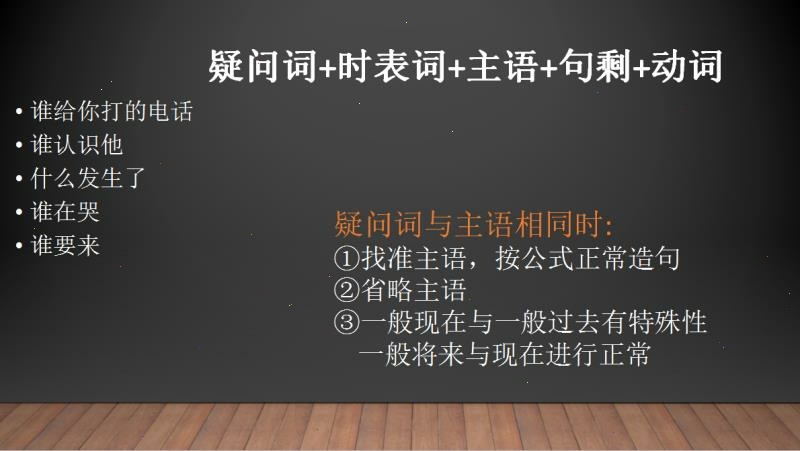 疑问词+时表词+主语+句剩+动词
• 谁给你打的电话
• 谁认识他
• 什么发生了
• 谁在哭
• 谁要来
疑问词与主语相同时:
①找准主语，按公式正常造句
②省略主语
③一般现在与一般过去有特殊性
一般将来与现在进行正常